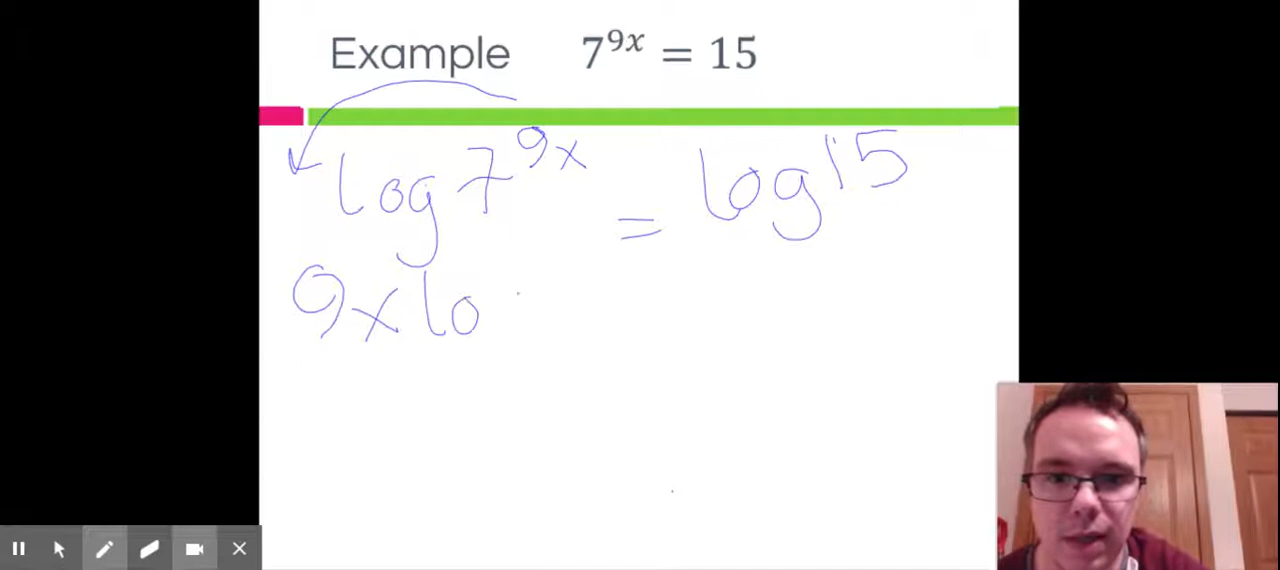 Example 7^{9x} = 15
log 7^{9x} = log 15
9x lo